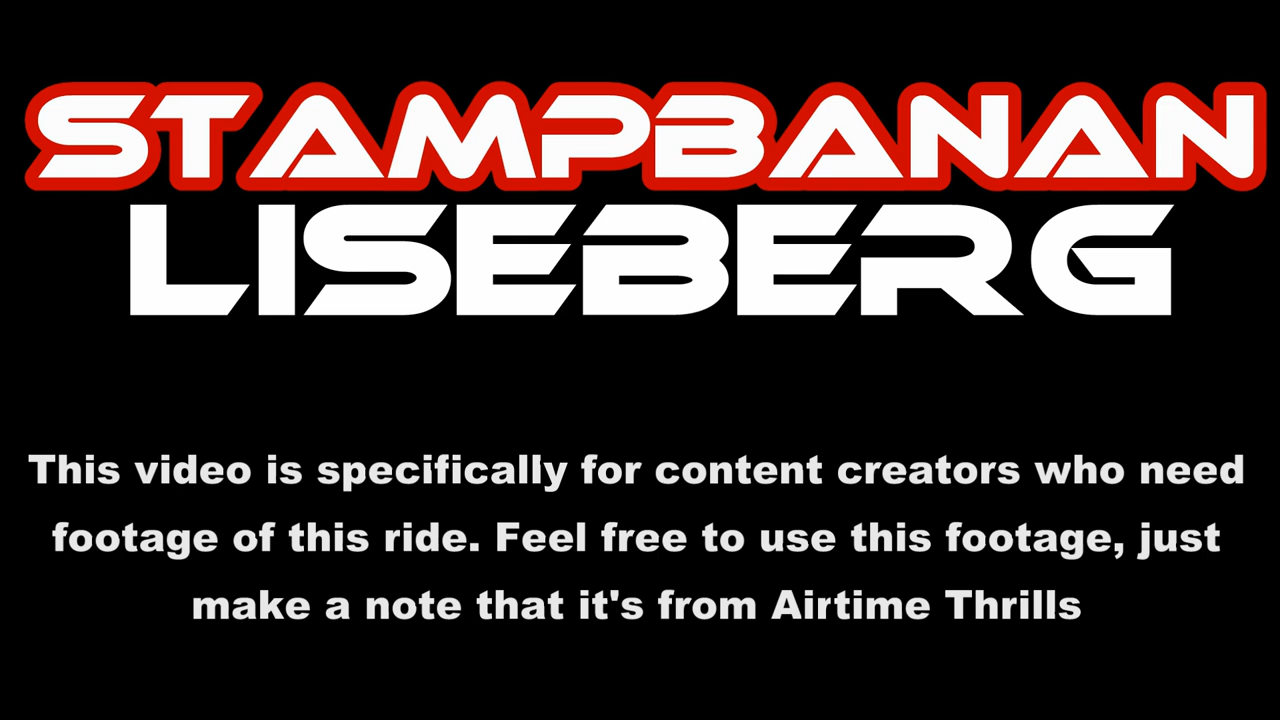 STAMPBANAN
LISEBERG
This video is specifically for content creators who need
footage of this ride. Feel free to use this footage, just
make a note that it's from Airtime Thrills